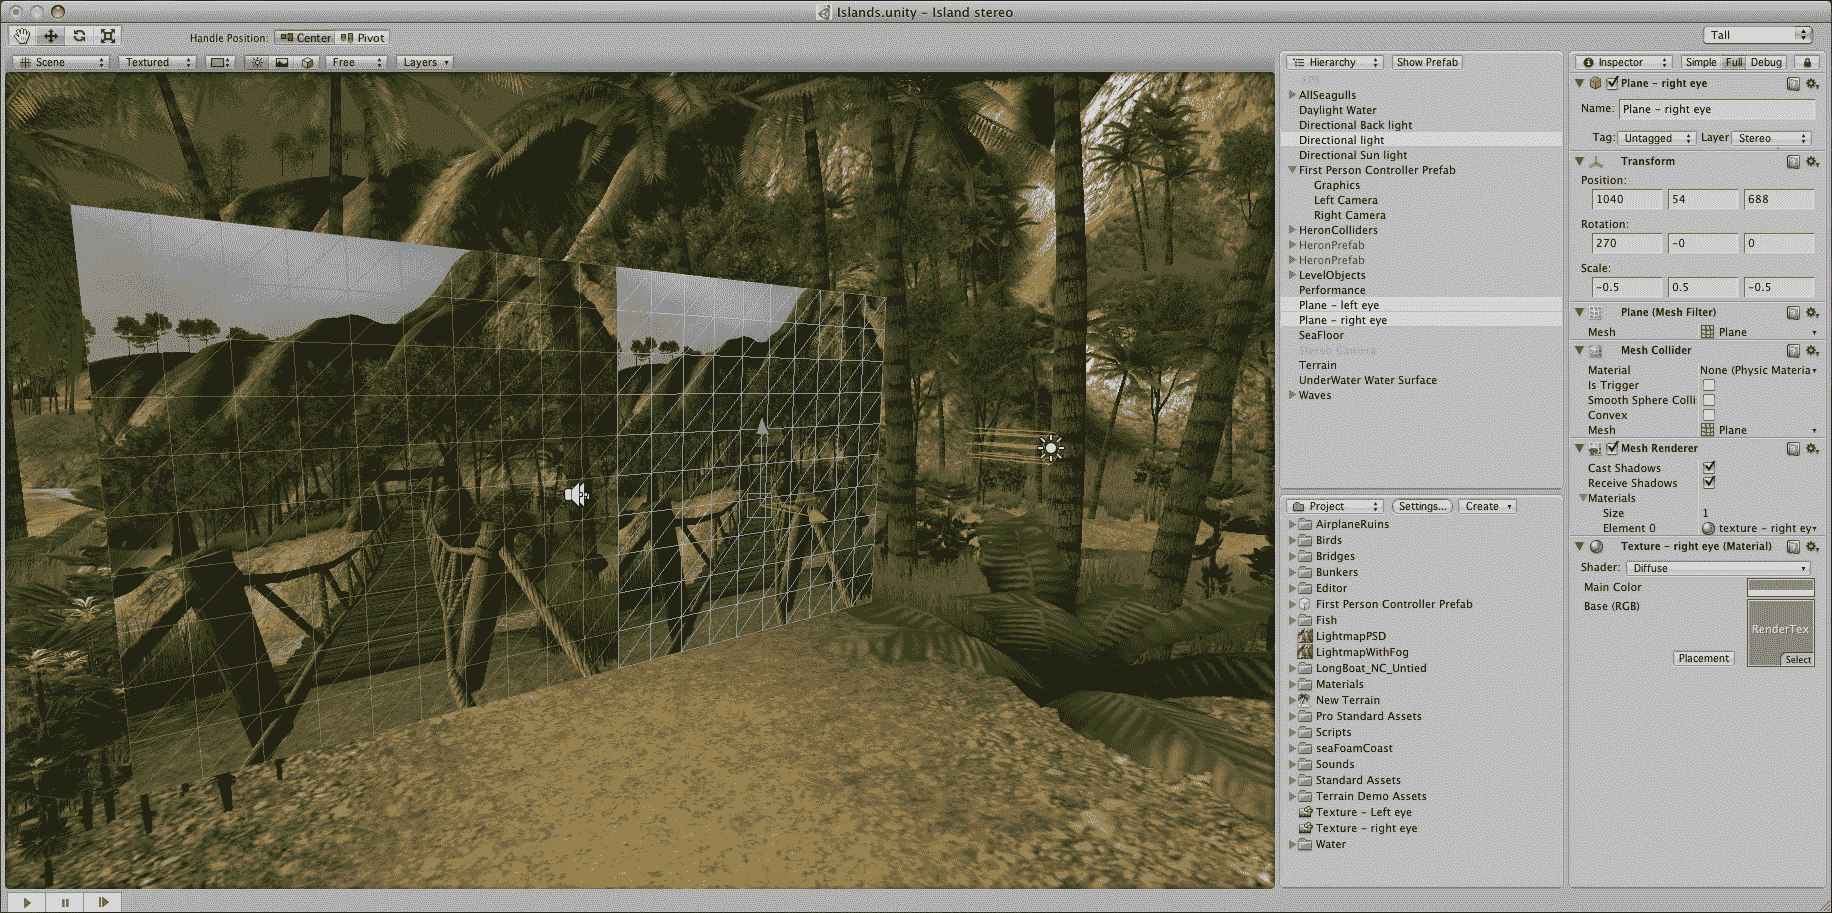 Islands.unity - Island stereo
Handle Position: Center Pivot
Tall
Scene Textured Free Layers
Hierarchy Show Prefab
FPS
AllSeagulls
Daylight Water
Directional Back light
Directional light
Directional Sun light
First Person Controller Prefab
Graphics
Left Camera
Right Camera
HeronColliders
HeronPrefab
HeronPrefab
LevelObjects
Performance
Plane - left eye
Plane - right eye
SeaFloor
Stereo Camera
Terrain
UnderWater Water Surface
Waves
Project Settings... Create
AirplaneRuins
Birds
Bridges
Bunkers
Editor
First Person Controller Prefab
Fish
LightmapPSD
LightmapWithFog
LongBoat_NC_Untied
Materials
New Terrain
Pro Standard Assets
Scripts
seaFoamCoast
Sounds
Standard Assets
Terrain Demo Assets
Texture - Left eye
Texture - right eye
Water
Inspector Simple Full Debug
Plane - right eye
Name: Plane - right eye
Tag: Untagged Layer Stereo
Transform
Position:
1040 54 688
Rotation:
270 -0 0
Scale:
-0.5 0.5 -0.5
Plane (Mesh Filter)
Mesh Plane
Mesh Collider
Material None (Physic Materia
Is Trigger
Smooth Sphere Colli
Convex
Mesh Plane
Mesh Renderer
Cast Shadows
Receive Shadows
Materials
Size 1
Element 0 texture - right ey
Texture - right eye (Material)
Shader: Diffuse
Main Color
Base (RGB)
RenderTex
Placement Select